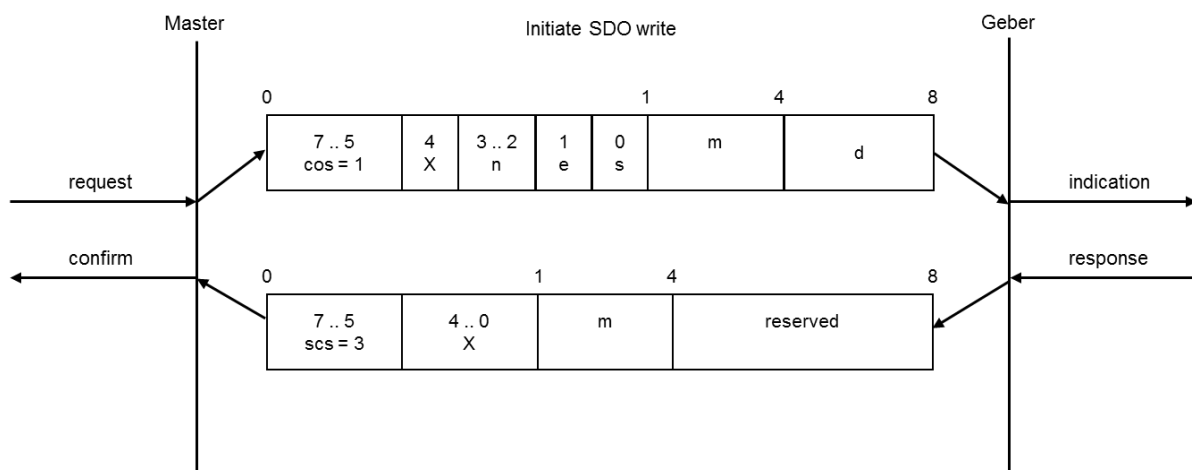 Master
Initiate SDO write
Geber
0
1
4
8
7 .. 5
cos = 1
4
X
3 .. 2
n
1
e
0
s
m
d
request
indication
confirm
response
0
1
4
8
7 .. 5
scs = 3
4 .. 0
X
m
reserved